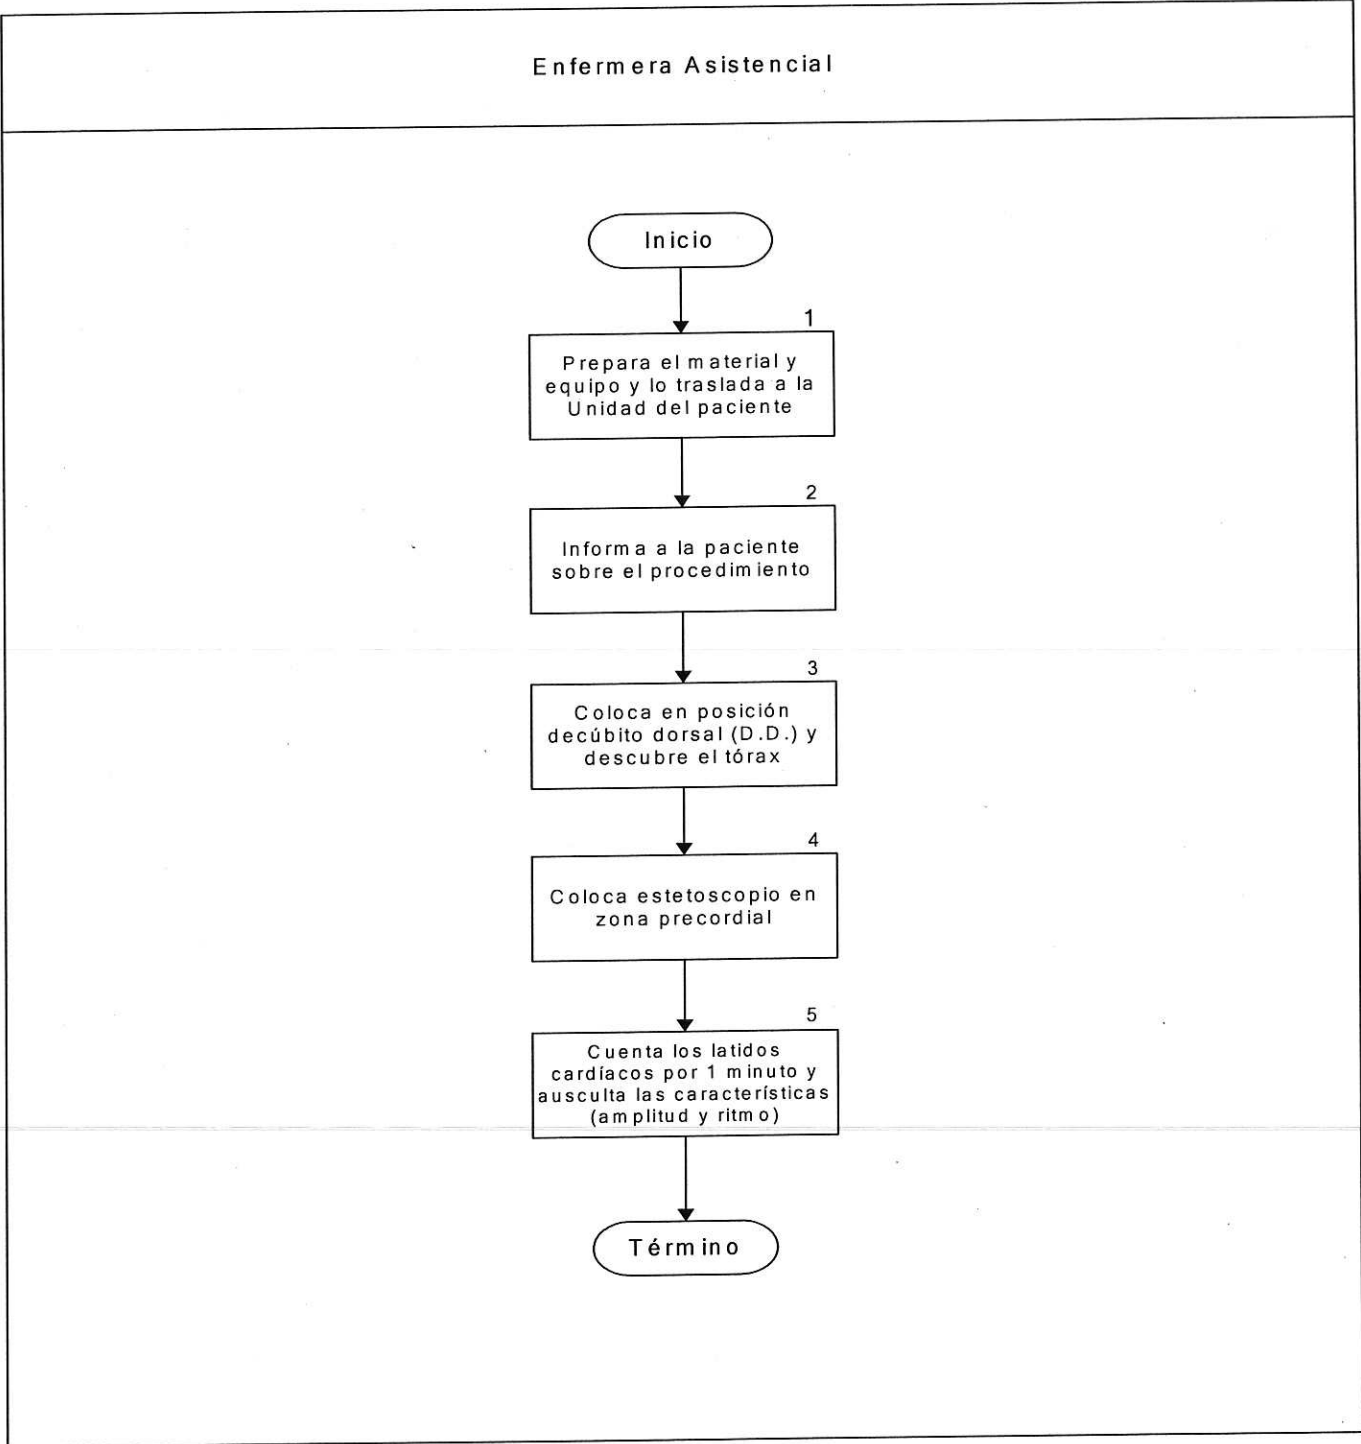 Enfermera Asistencial
Inicio
1
Prepara el material y
equipo y lo traslada a la
Unidad del paciente
2
Informa a la paciente
sobre el procedimiento
3
Coloca en posición
decúbito dorsal (D.D.) y
descubre el tórax
4
Coloca estetoscopio en
zona precordial
5
Cuenta los latidos
cardíacos por 1 minuto y
ausculta las características
(amplitud y ritmo)
Término